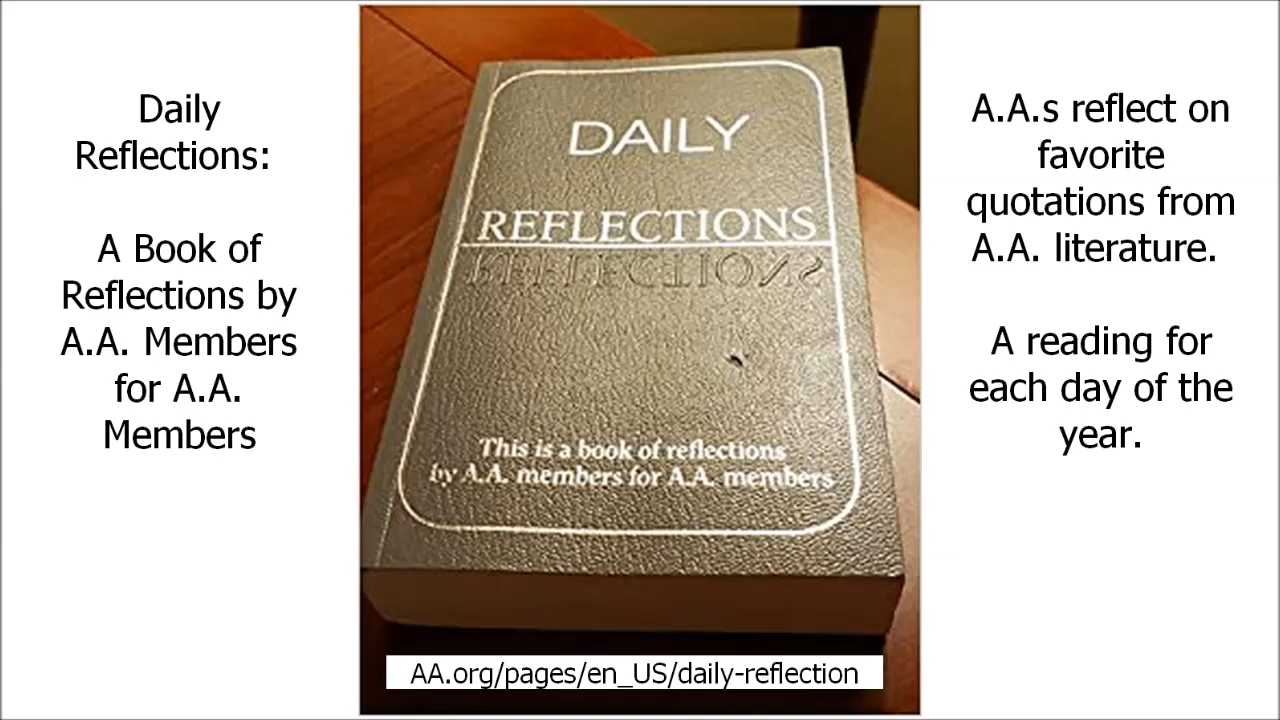 Daily
Reflections:
A Book of
Reflections by
A.A. Members
for A.A.
Members
DAILY
REFLECTIONS
REFLECTIONS
This is a book of reflections
by A.A. members for A.A. members
AA.org/pages/en_US/daily-reflection
A.A.s reflect on
favorite
quotations from
A.A. literature.
A reading for
each day of the
year.